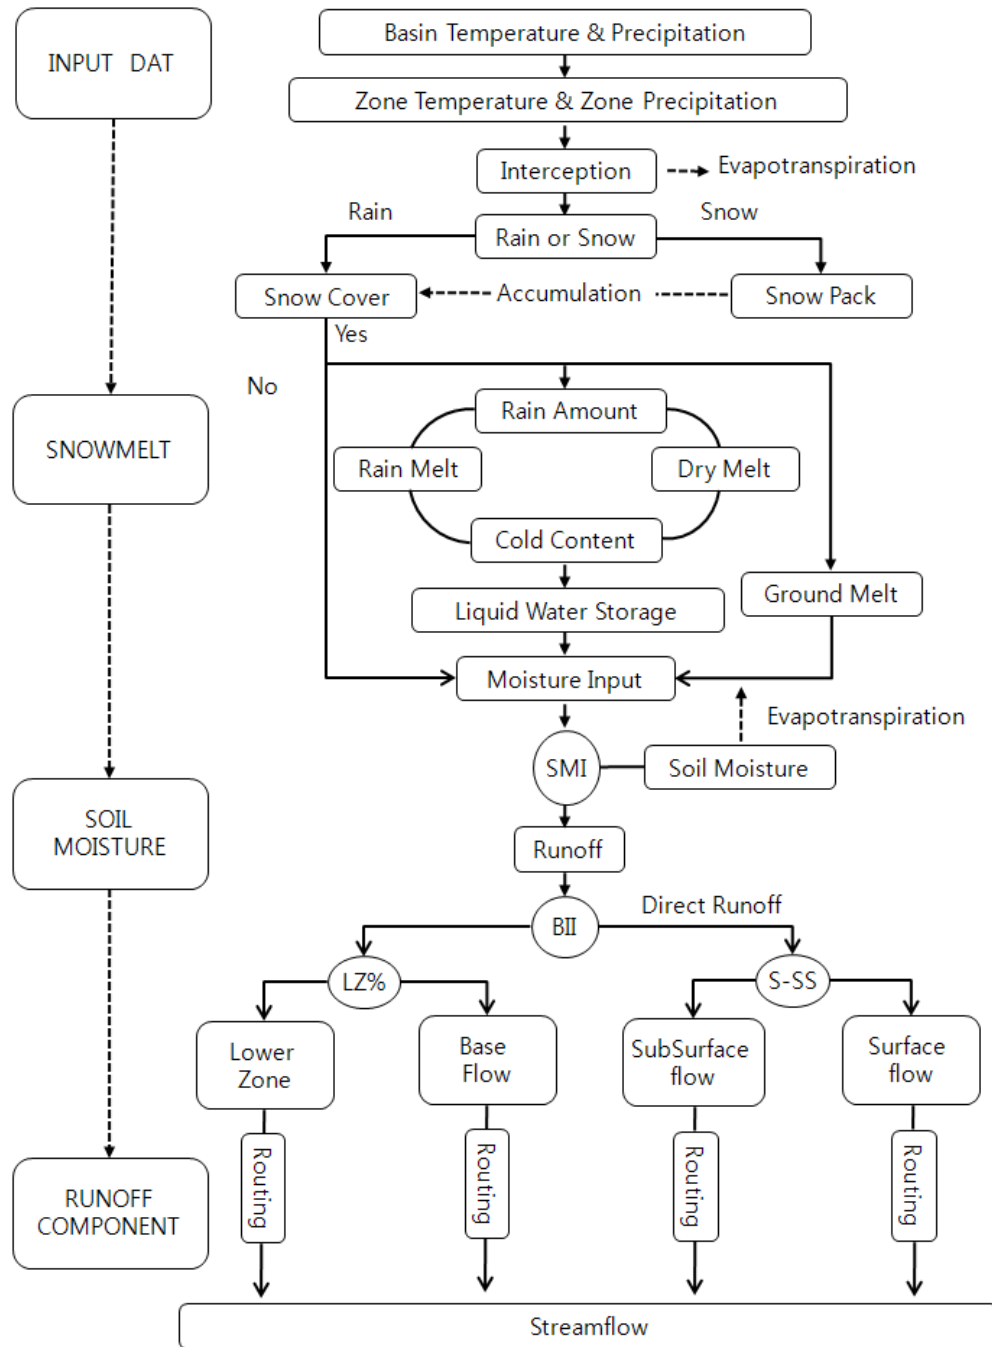 INPUT DAT
Basin Temperature & Precipitation
Zone Temperature & Zone Precipitation
Interception
Evapotranspiration
Rain
Snow
Rain or Snow
Snow Cover
Accumulation
Snow Pack
Yes
No
Rain Amount
SNOWMELT
Rain Melt
Dry Melt
Cold Content
Ground Melt
Liquid Water Storage
Moisture Input
Evapotranspiration
SMI
Soil Moisture
SOIL
MOISTURE
Runoff
Direct Runoff
BII
LZ%
S-SS
Lower
Zone
Base
Flow
SubSurface
flow
Surface
flow
Routing
Routing
Routing
Routing
RUNOFF
COMPONENT
Streamflow